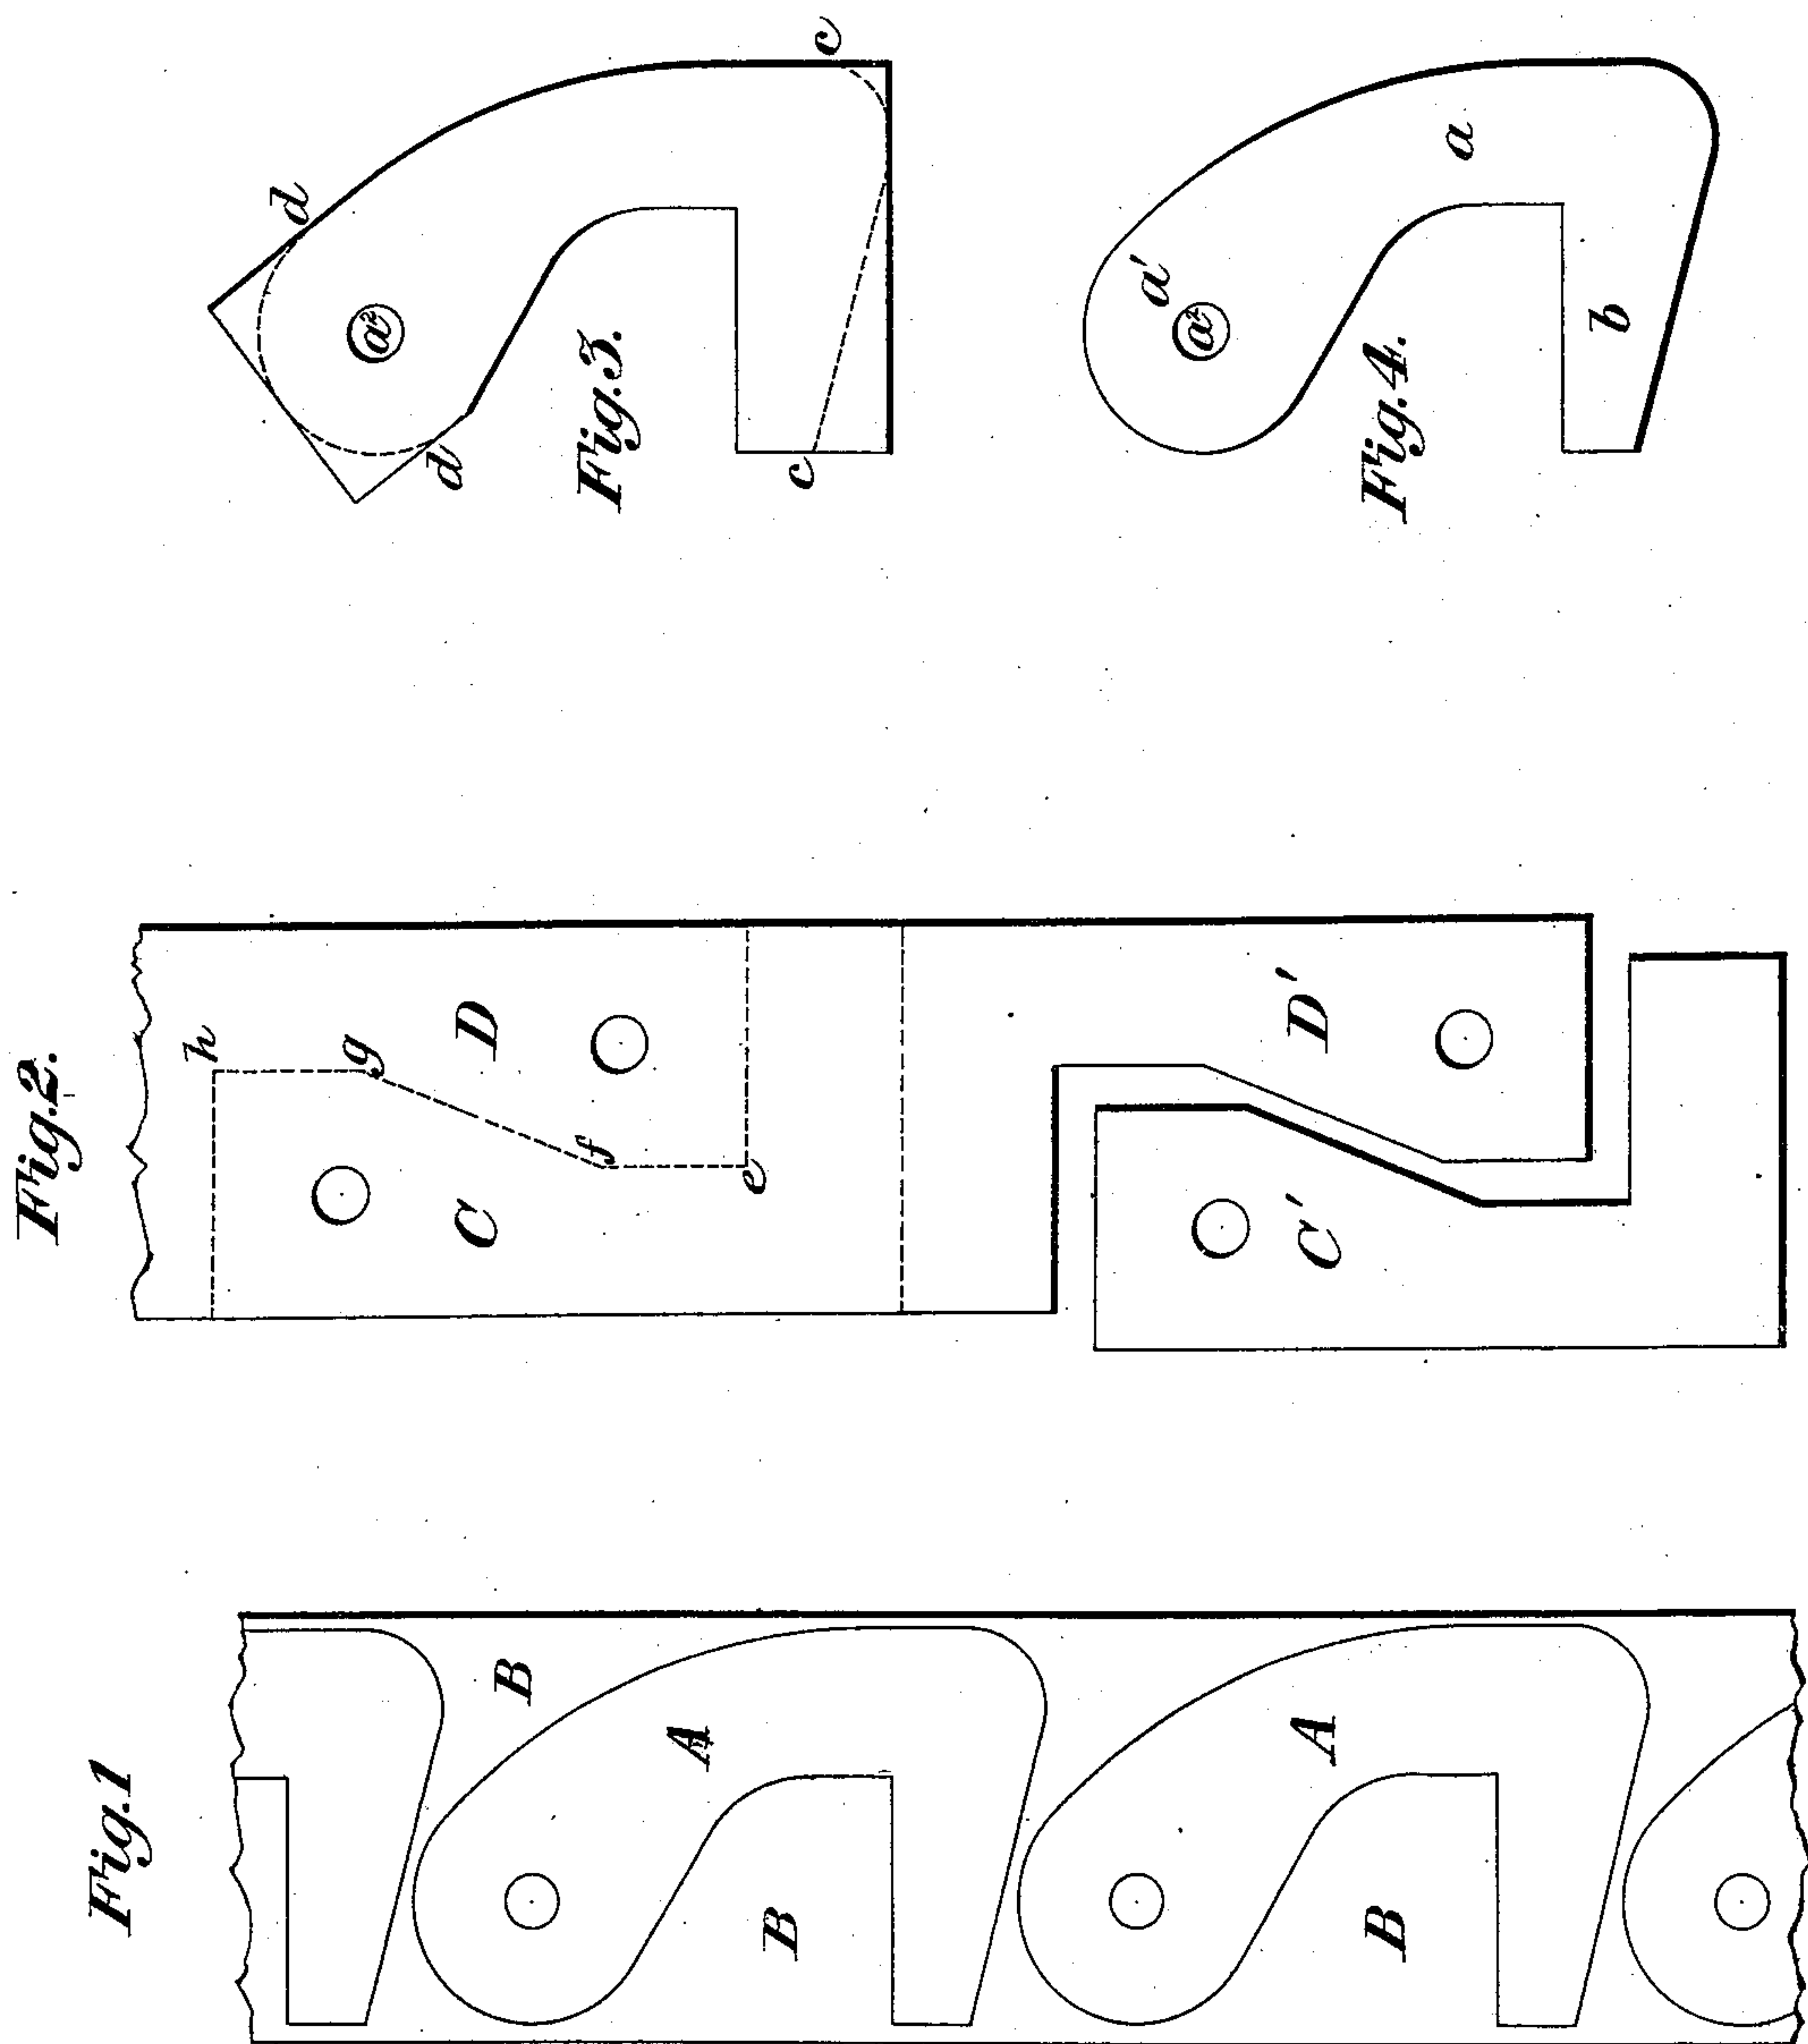 Fig.1
B
A
B
A
B
Fig.2.
h
g
D
C
f
e
D'
C'
Fig.3.
d
c
a²
d
c
Fig.4.
a'
a²
a
b